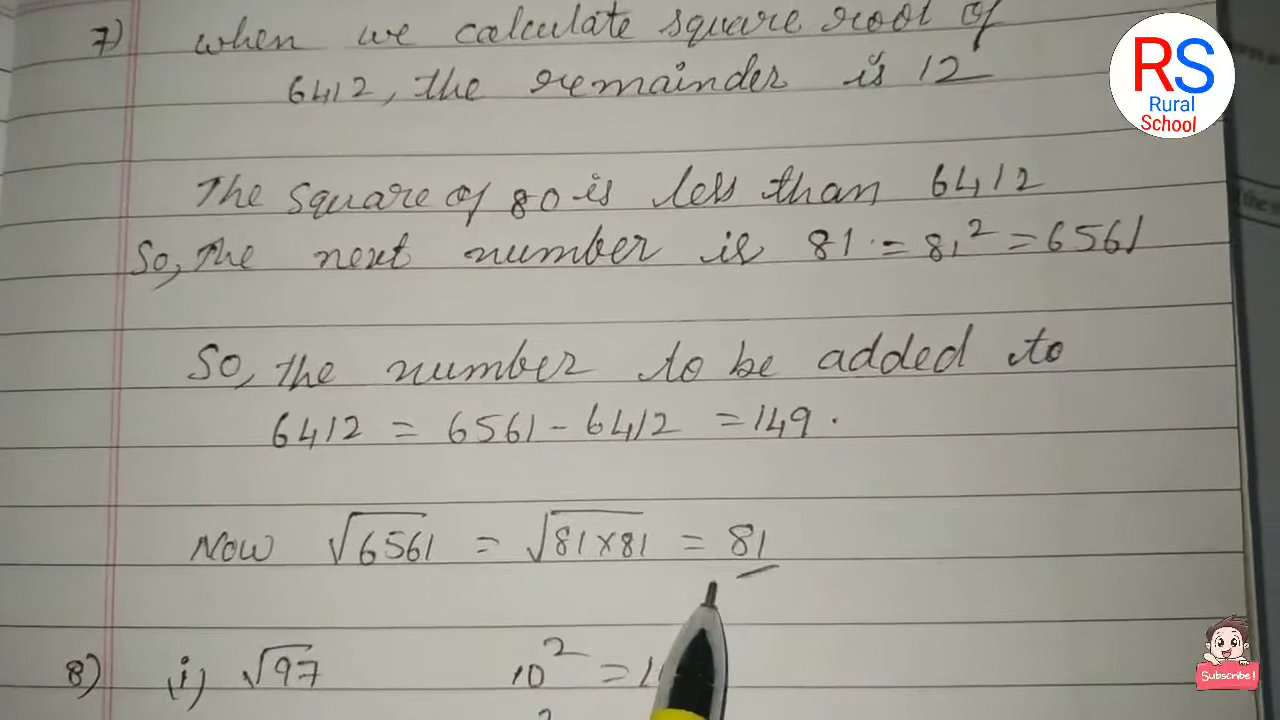 7) when we calculate square root of
6412, the remainder is 12
The square of 80 is less than 6412
So, the next number is 81. = 81² = 6561
So, the number to be added to
6412 = 6561 - 6412 = 149.
Now √6561 = √81×81 = 81
8) (i) √97 10² = 1
RS
Rural
School
Subscribe!